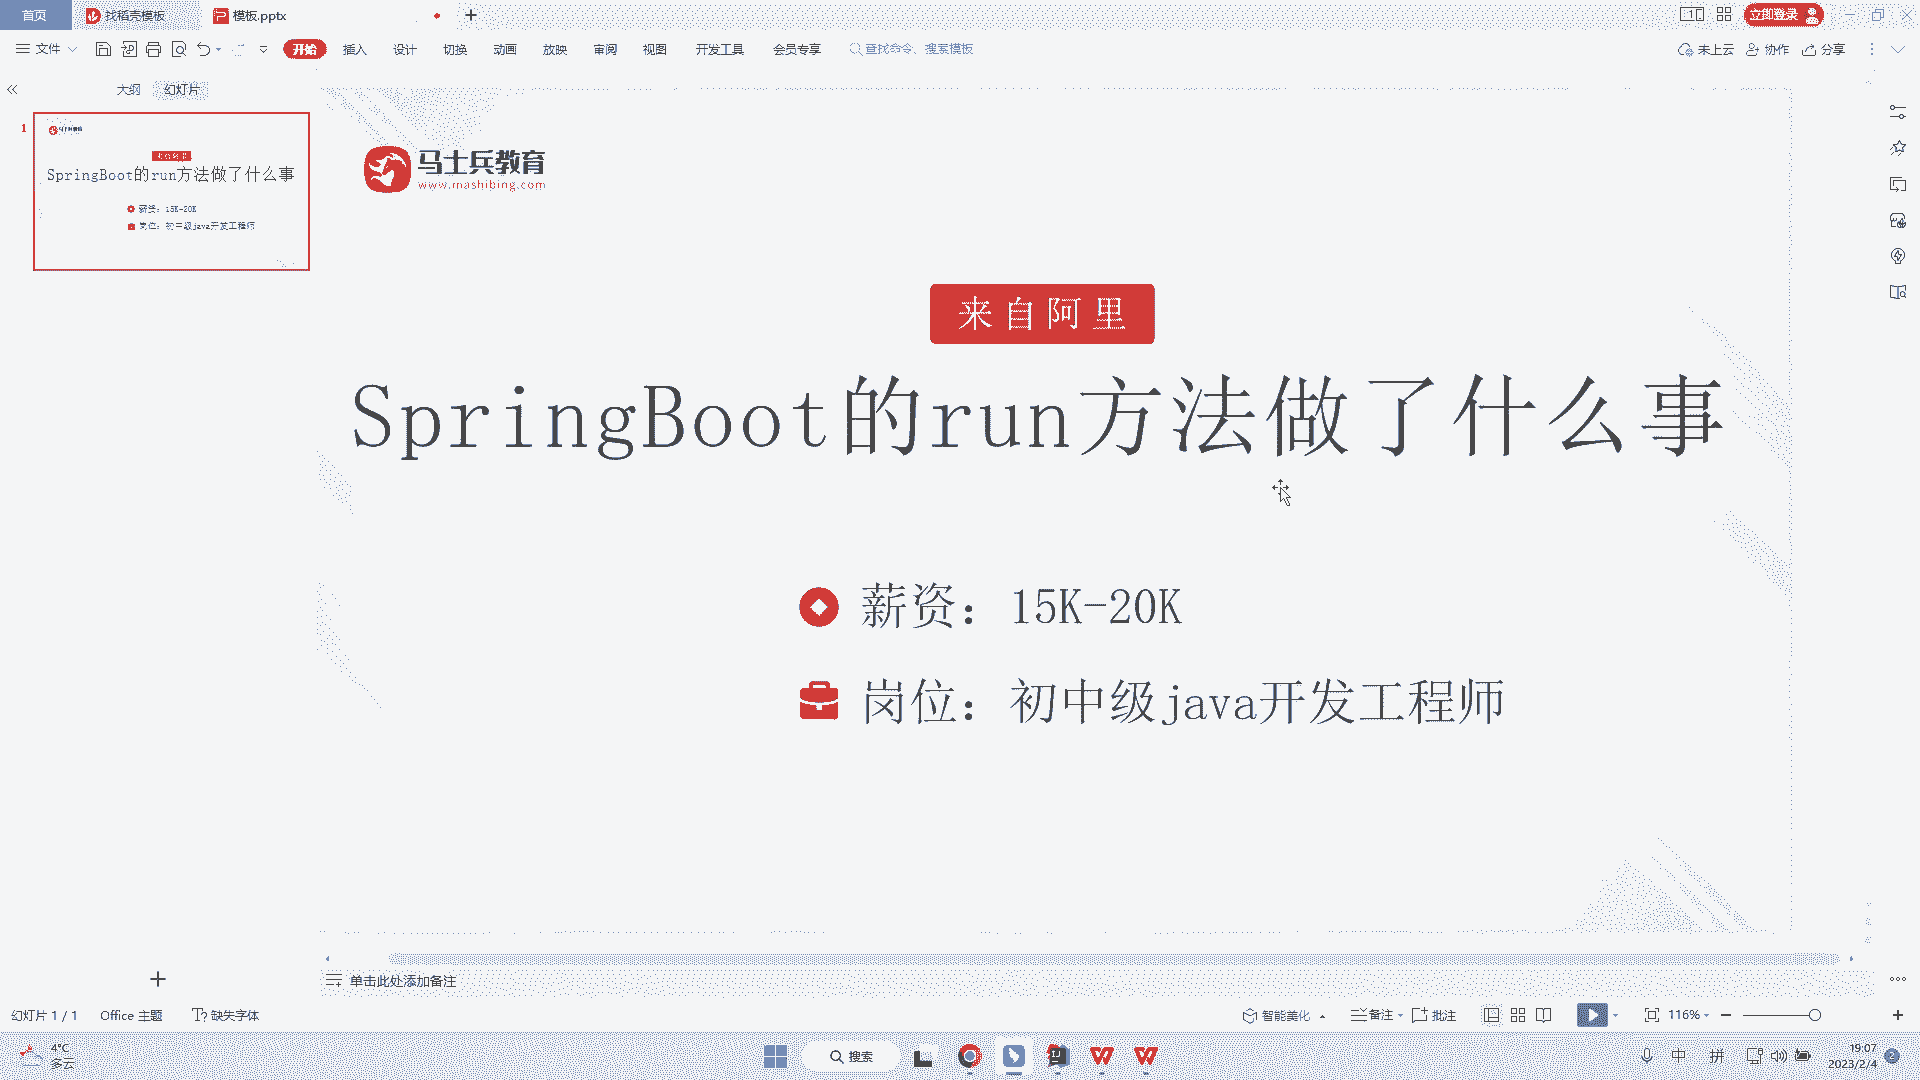 首页 找稻壳模板 模板.pptx 立即登录
文件 开始 插入 设计 切换 动画 放映 审阅 视图 开发工具 会员专享 查找命令、搜索模板 未上云 协作 分享
大纲 幻灯片
1
SpringBoot的run方法做了什么事
薪资: 15K-20K
岗位: 初中级java开发工程师
马士兵教育
www.mashibing.com
来自阿里
SpringBoot的run方法做了什么事
薪资：15K-20K
岗位：初中级java开发工程师
单击此处添加备注
幻灯片 1 / 1 Office 主题 缺失字体 智能美化 备注 批注 116%
4°C
多云
搜索
中 拼
19:07
2023/2/4
2